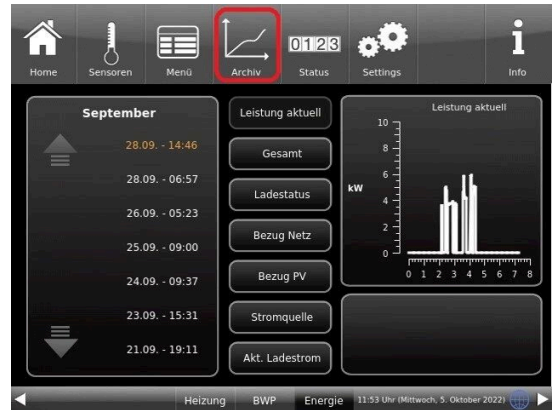 Home Sensoren Menü Archiv 0123 Status Settings Info
September
28.09. - 14:46
28.09. - 06:57
26.09. - 05:23
25.09. - 09:00
24.09. - 09:37
23.09. - 15:31
21.09. - 19:11
Leistung aktuell
Gesamt
Ladestatus
Bezug Netz
Bezug PV
Stromquelle
Akt. Ladestrom
Leistung aktuell
10
8
6
kW
4
2
0
0 1 2 3 4 5 6 7 8
Heizung BWP Energie 11:53 Uhr (Mittwoch, 5. Oktober 2022)